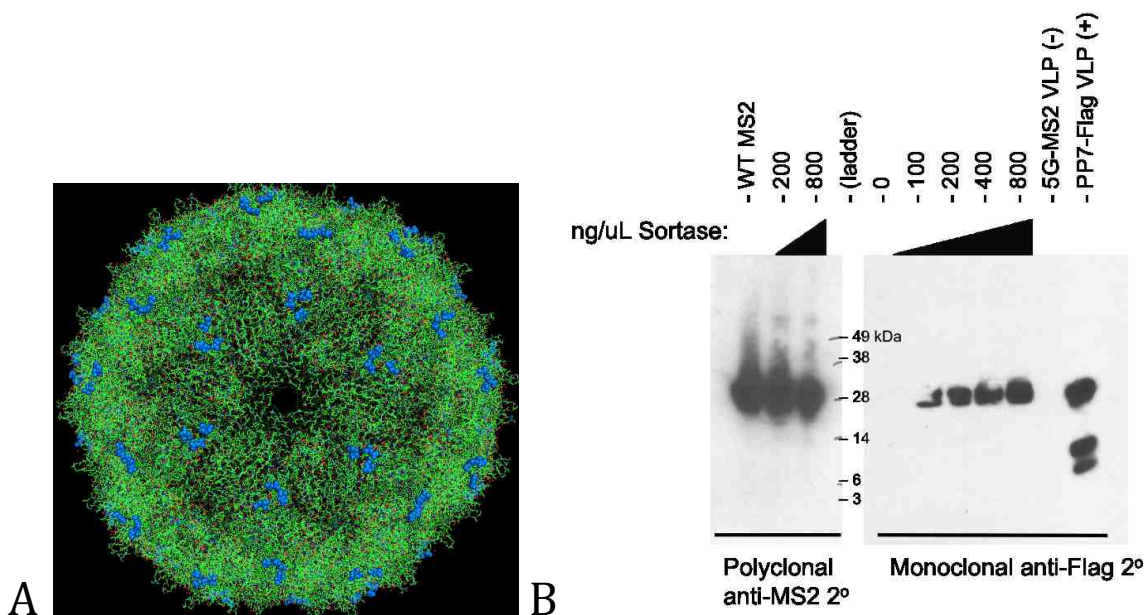 A
B
ng/uL Sortase:
- WT MS2
- 200
- 800
- (ladder)
- 0
- 100
- 200
- 400
- 800
- 5G-MS2 VLP (-)
- PP7-Flag VLP (+)
- 49 kDa
- 38
- 28
- 14
- 6
- 3
Polyclonal
anti-MS2 2º
Monoclonal anti-Flag 2º